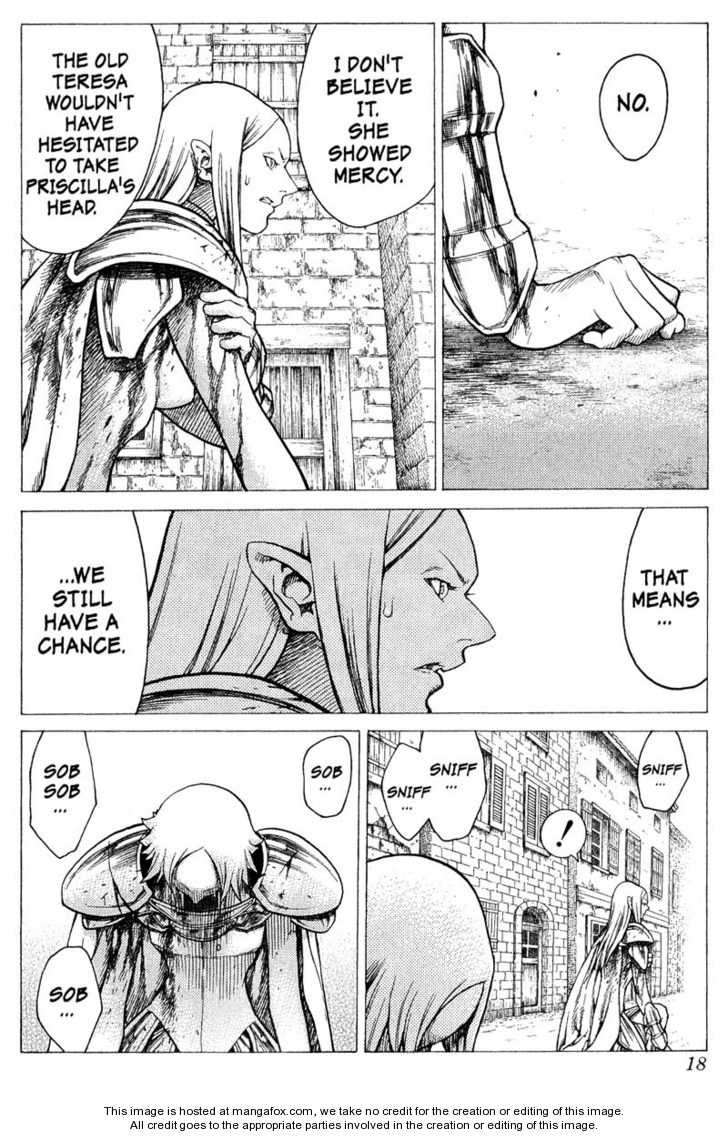 NO.
I DON'T
BELIEVE
IT.
SHE
SHOWED
MERCY.
THE OLD
TERESA
WOULDN'T
HAVE
HESITATED
TO TAKE
PRISCILLA'S
HEAD.
THAT
MEANS
...
...WE
STILL
HAVE A
CHANCE.
SNIFF
...
!
SNIFF
...
SNIFF
...
SOB
...
SOB
SOB
...
SOB
...
18
This image is hosted at mangafox.com, we take no credit for the creation or editing of this image.
All credit goes to the appropriate parties involved in the creation or editing of this image.